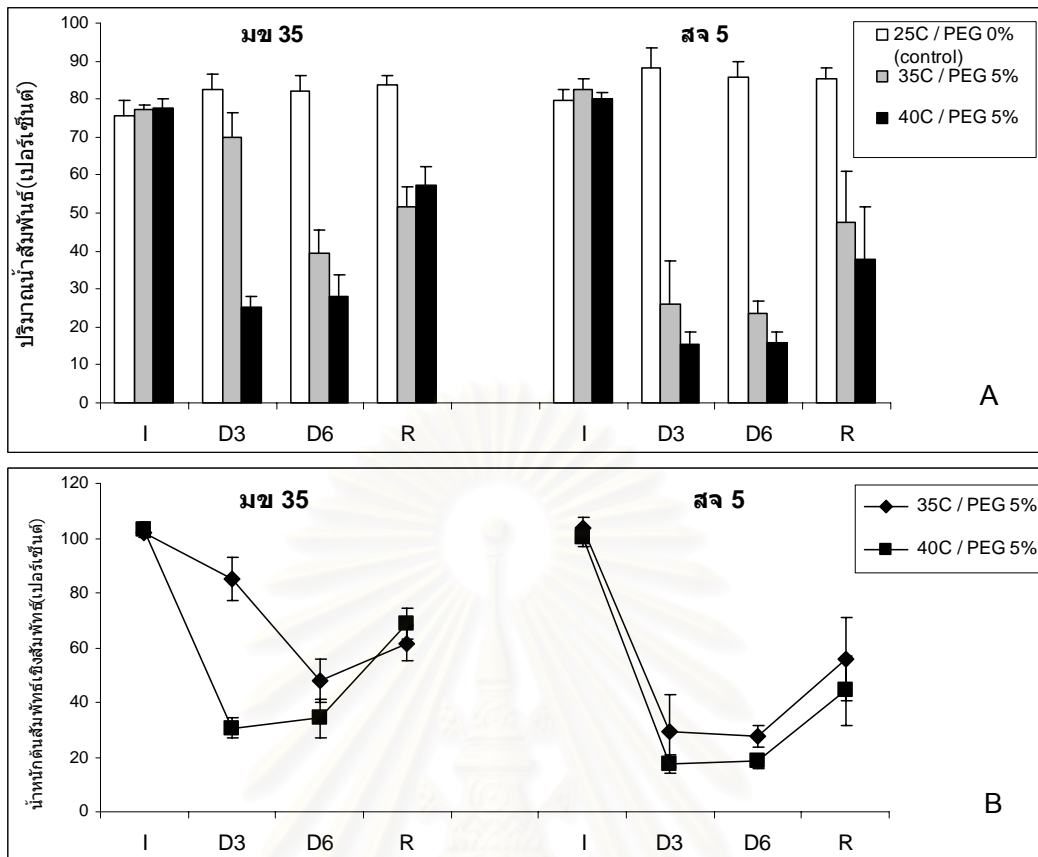 มข 35
สจ 5
25C / PEG 0%
(control)
35C / PEG 5%
40C / PEG 5%
ปริมาณน้ำสัมพันธ์(เปอร์เซ็นต์)
100
90
80
70
60
50
40
30
20
10
0
I D3 D6 R I D3 D6 R
A
มข 35
สจ 5
35C / PEG 5%
40C / PEG 5%
น้ำหนักต้นสัมพัทธ์เชิงสัมพัทธ์(เปอร์เซ็นต์)
120
100
80
60
40
20
0
I D3 D6 R I D3 D6 R
B